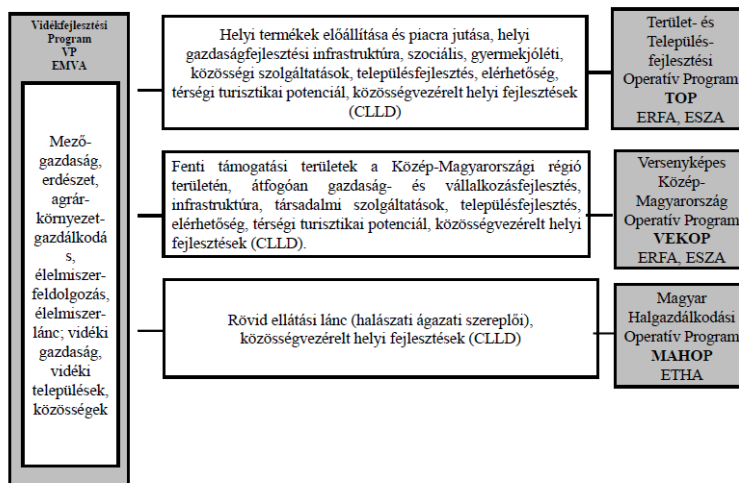 Vidékfejlesztési
Program
VP
EMVA
Mező-
gazdaság,
erdészet,
agrár-
környezet-
gazdálkodá
s,
élelmiszer-
feldolgozás,
élelmiszer-
lánc; vidéki
gazdaság,
vidéki
települések,
közösségek
Helyi termékek előállítása és piacra jutása, helyi
gazdaságfejlesztési infrastruktúra, szociális, gyermekjóléti,
közösségi szolgáltatások, településfejlesztés, elérhetőség,
térségi turisztikai potenciál, közösségvezérelt helyi fejlesztések
(CLLD)
Terület- és
Település-
fejlesztési
Operatív Program
TOP
ERFA, ESZA
Fenti támogatási területek a Közép-Magyarországi régió
területén, átfogóan gazdaság- és vállalkozásfejlesztés,
infrastruktúra, társadalmi szolgáltatások, településfejlesztés,
elérhetőség, térségi turisztikai potenciál, közösségvezérelt helyi
fejlesztések (CLLD).
Versenyképes
Közép-
Magyarország
Operatív Program
VEKOP
ERFA, ESZA
Rövid ellátási lánc (halászati ágazati szereplői),
közösségvezérelt helyi fejlesztések (CLLD)
Magyar
Halgazdálkodási
Operatív Program
MAHOP
ETHA